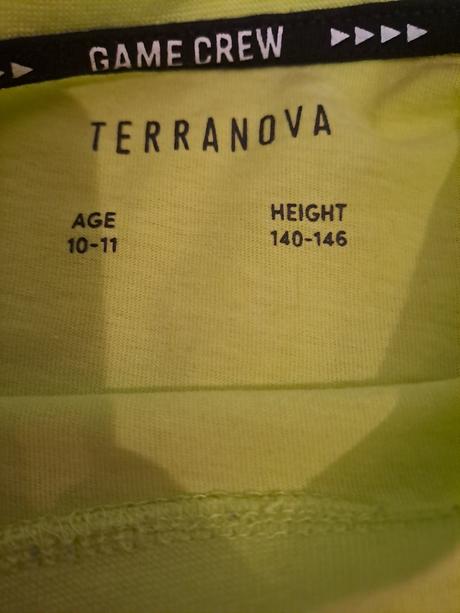 GAME CREW
TERRANOVA
AGE
10-11
HEIGHT
140-146